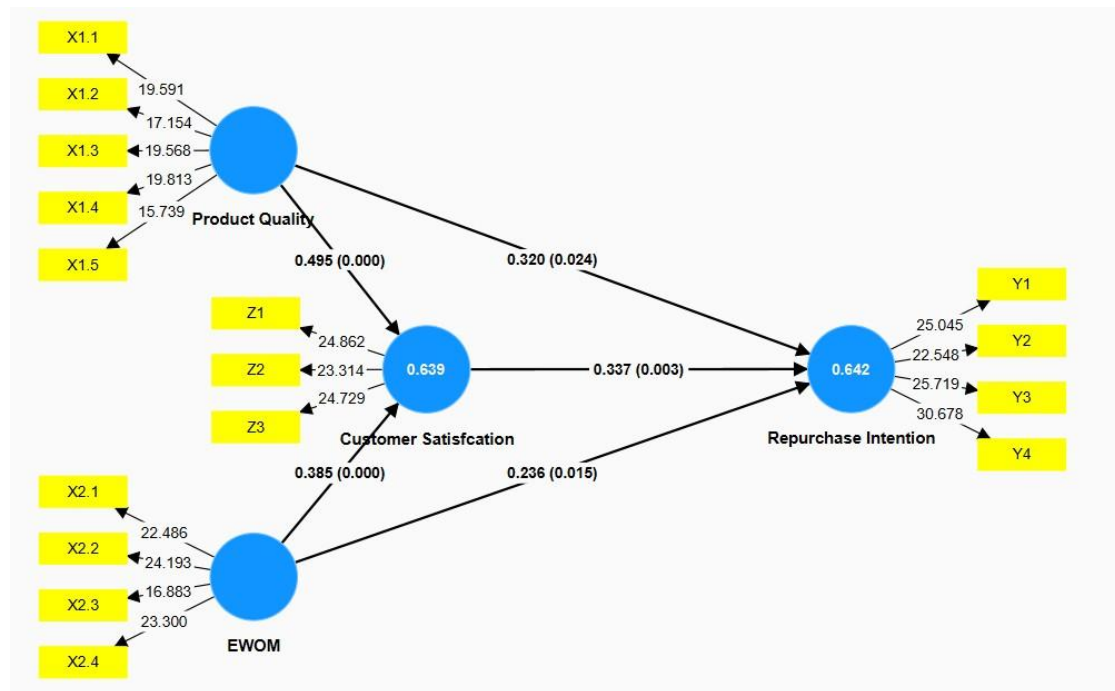 X1.1
19.591
X1.2
17.154
X1.3
19.568
X1.4
19.813
15.739
Product Quality
X1.5
0.495 (0.000)
0.320 (0.024)
Z1
24.862
Z2
23.314
Z3
24.729
0.639
Customer Satisfcation
0.337 (0.003)
0.642
Repurchase Intention
Y1
25.045
Y2
22.548
Y3
25.719
30.678
Y4
0.385 (0.000)
0.236 (0.015)
X2.1
22.486
X2.2
24.193
X2.3
16.883
23.300
X2.4
EWOM